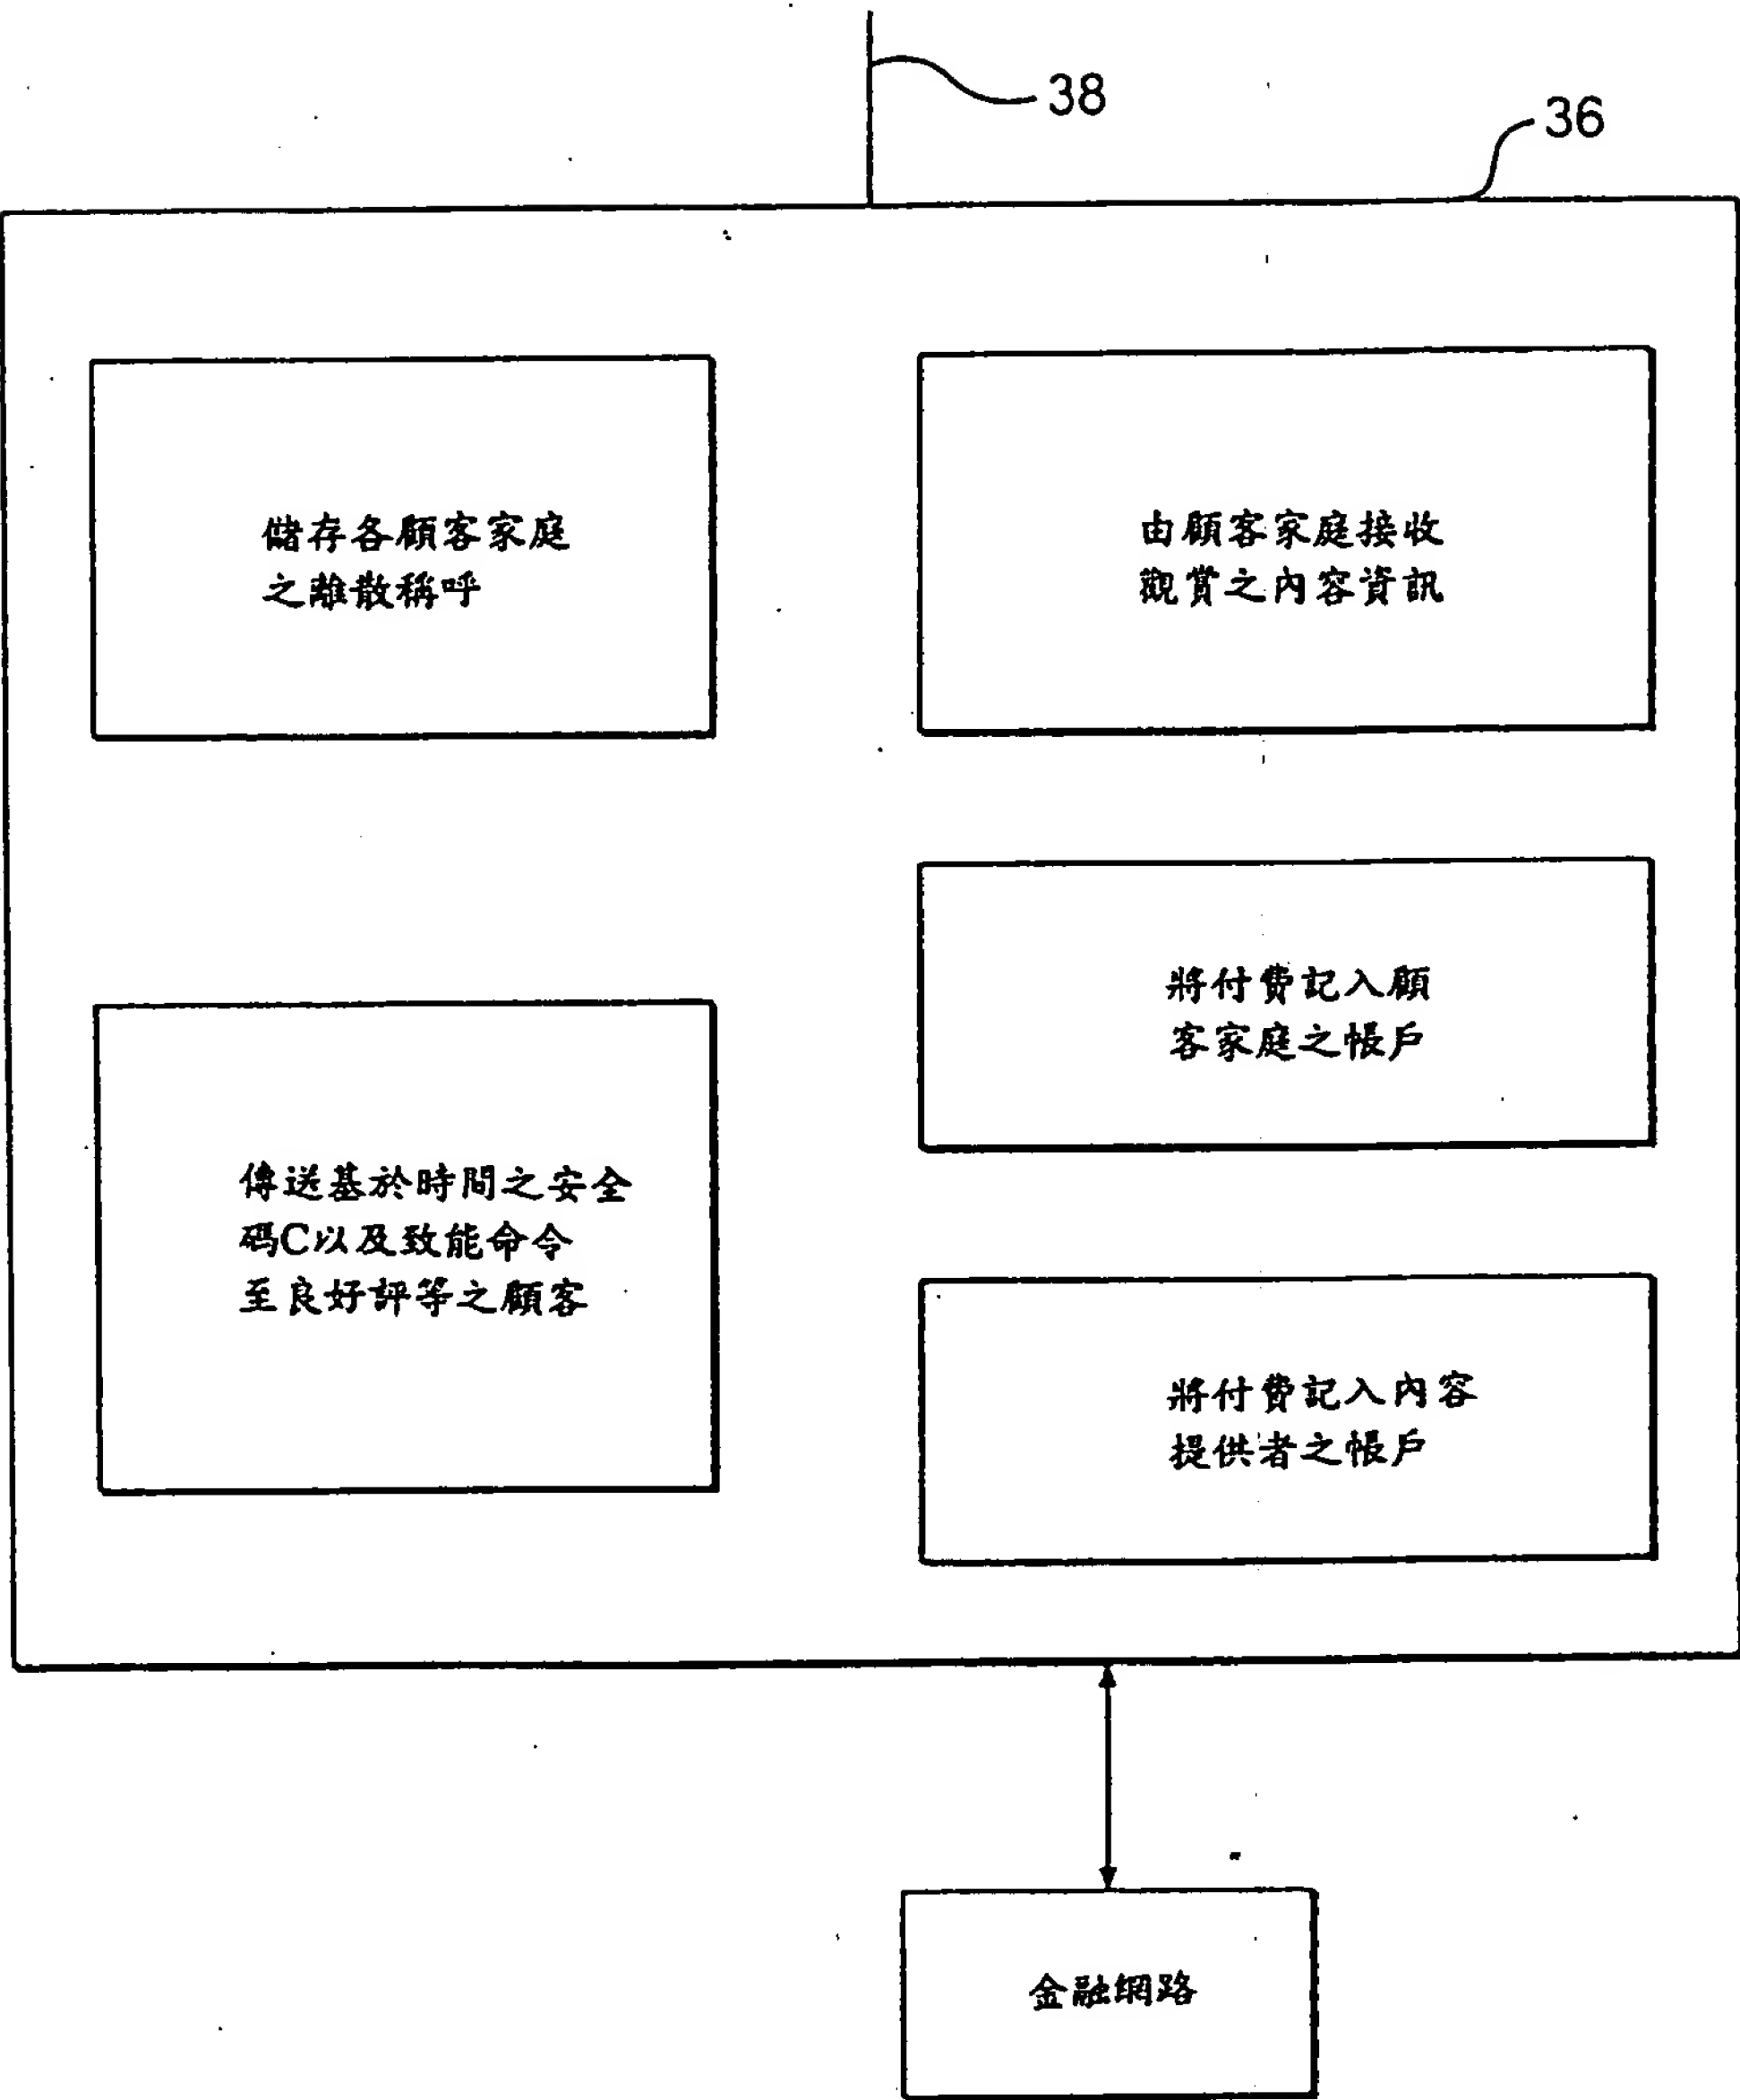 38
36
儲存各顧客家庭
之離散稱呼
由顧客家庭接收
觀賞之內容資訊
將付費記入顧
客家庭之帳戶
傳送基於時間之安全
碼C以及致能命令
至良好評等之顧客
將付費記入內容
提供者之帳戶
金融網路